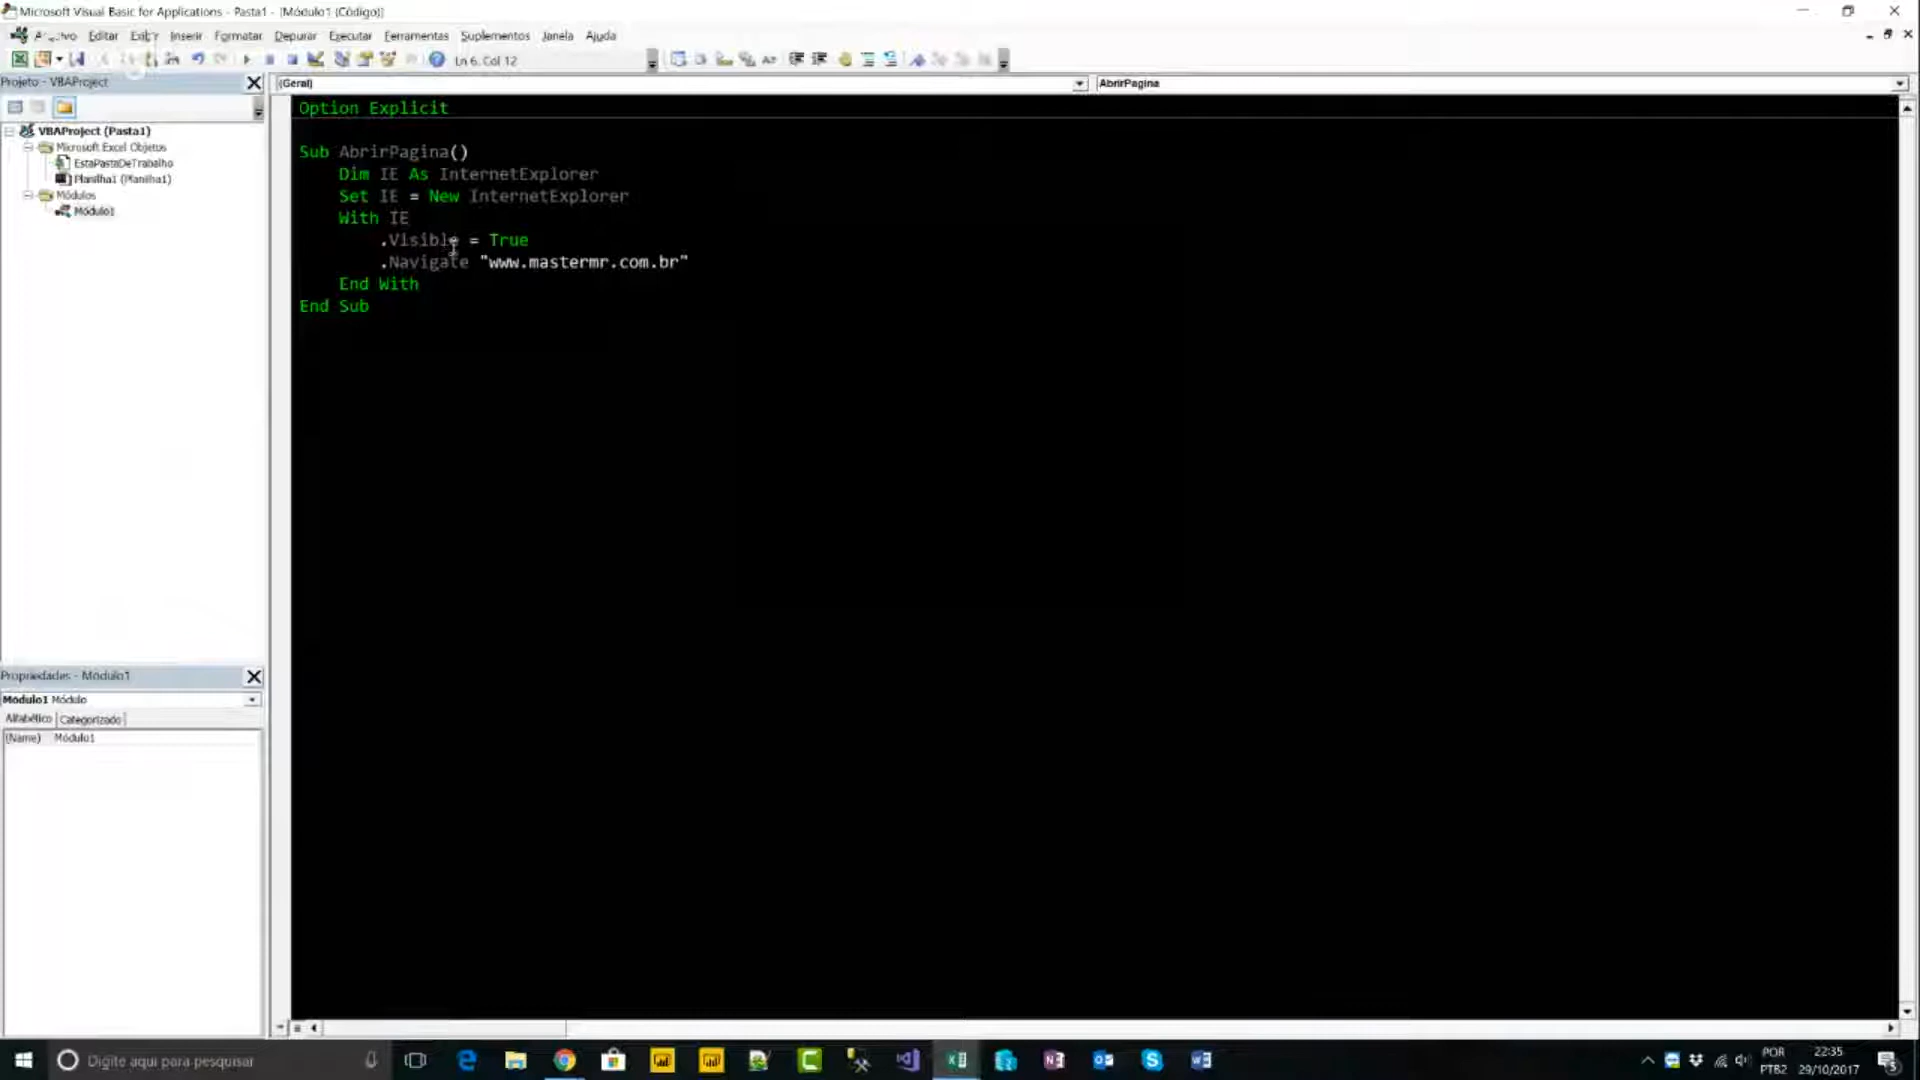 Microsoft Visual Basic for Applications - Pasta1 - [Módulo1 (Código)]
Editar Inserir Formatar Depurar Executar Ferramentas Suplementos Janela Ajuda
Ln 6, Col 12
Projeto - VBAProject
(Geral)
AbrirPagina
VBAProject (Pasta1)
Microsoft Excel Objetos
EstaPastaDeTrabalho
Planilha1 (Planilha1)
Módulos
Módulo1
Option Explicit
Sub AbrirPagina()
Dim IE As InternetExplorer
Set IE = New InternetExplorer
With IE
.Visible = True
.Navigate "www.mastermr.com.br"
End With
End Sub
Propriedades - Módulo1
Módulo1 Módulo
Alfabético Categorizado
(Name) Módulo1
Digite aqui para pesquisar
POR
PTB2
22:35
29/10/2017